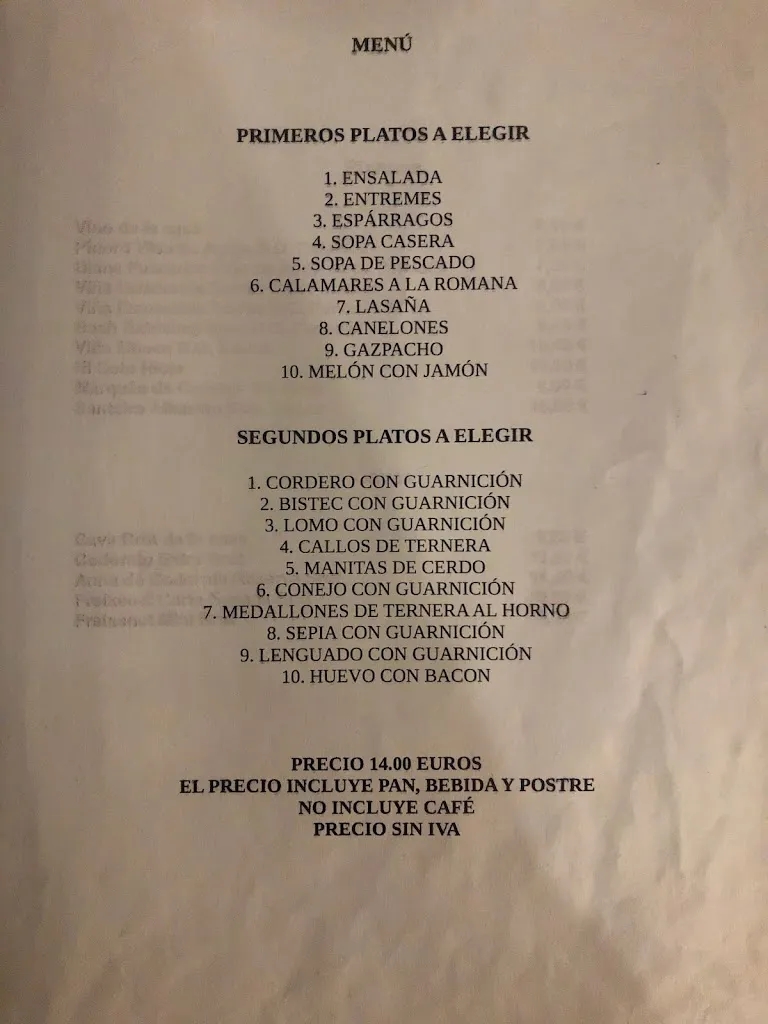 MENÚ
PRIMEROS PLATOS A ELEGIR
1. ENSALADA
2. ENTREMES
3. ESPÁRRAGOS
4. SOPA CASERA
5. SOPA DE PESCADO
6. CALAMARES A LA ROMANA
7. LASAÑA
8. CANELONES
9. GAZPACHO
10. MELÓN CON JAMÓN
SEGUNDOS PLATOS A ELEGIR
1. CORDERO CON GUARNICIÓN
2. BISTEC CON GUARNICIÓN
3. LOMO CON GUARNICIÓN
4. CALLOS DE TERNERA
5. MANITAS DE CERDO
6. CONEJO CON GUARNICIÓN
7. MEDALLONES DE TERNERA AL HORNO
8. SEPIA CON GUARNICIÓN
9. LENGUADO CON GUARNICIÓN
10. HUEVO CON BACON
PRECIO 14.00 EUROS
EL PRECIO INCLUYE PAN, BEBIDA Y POSTRE
NO INCLUYE CAFÉ
PRECIO SIN IVA